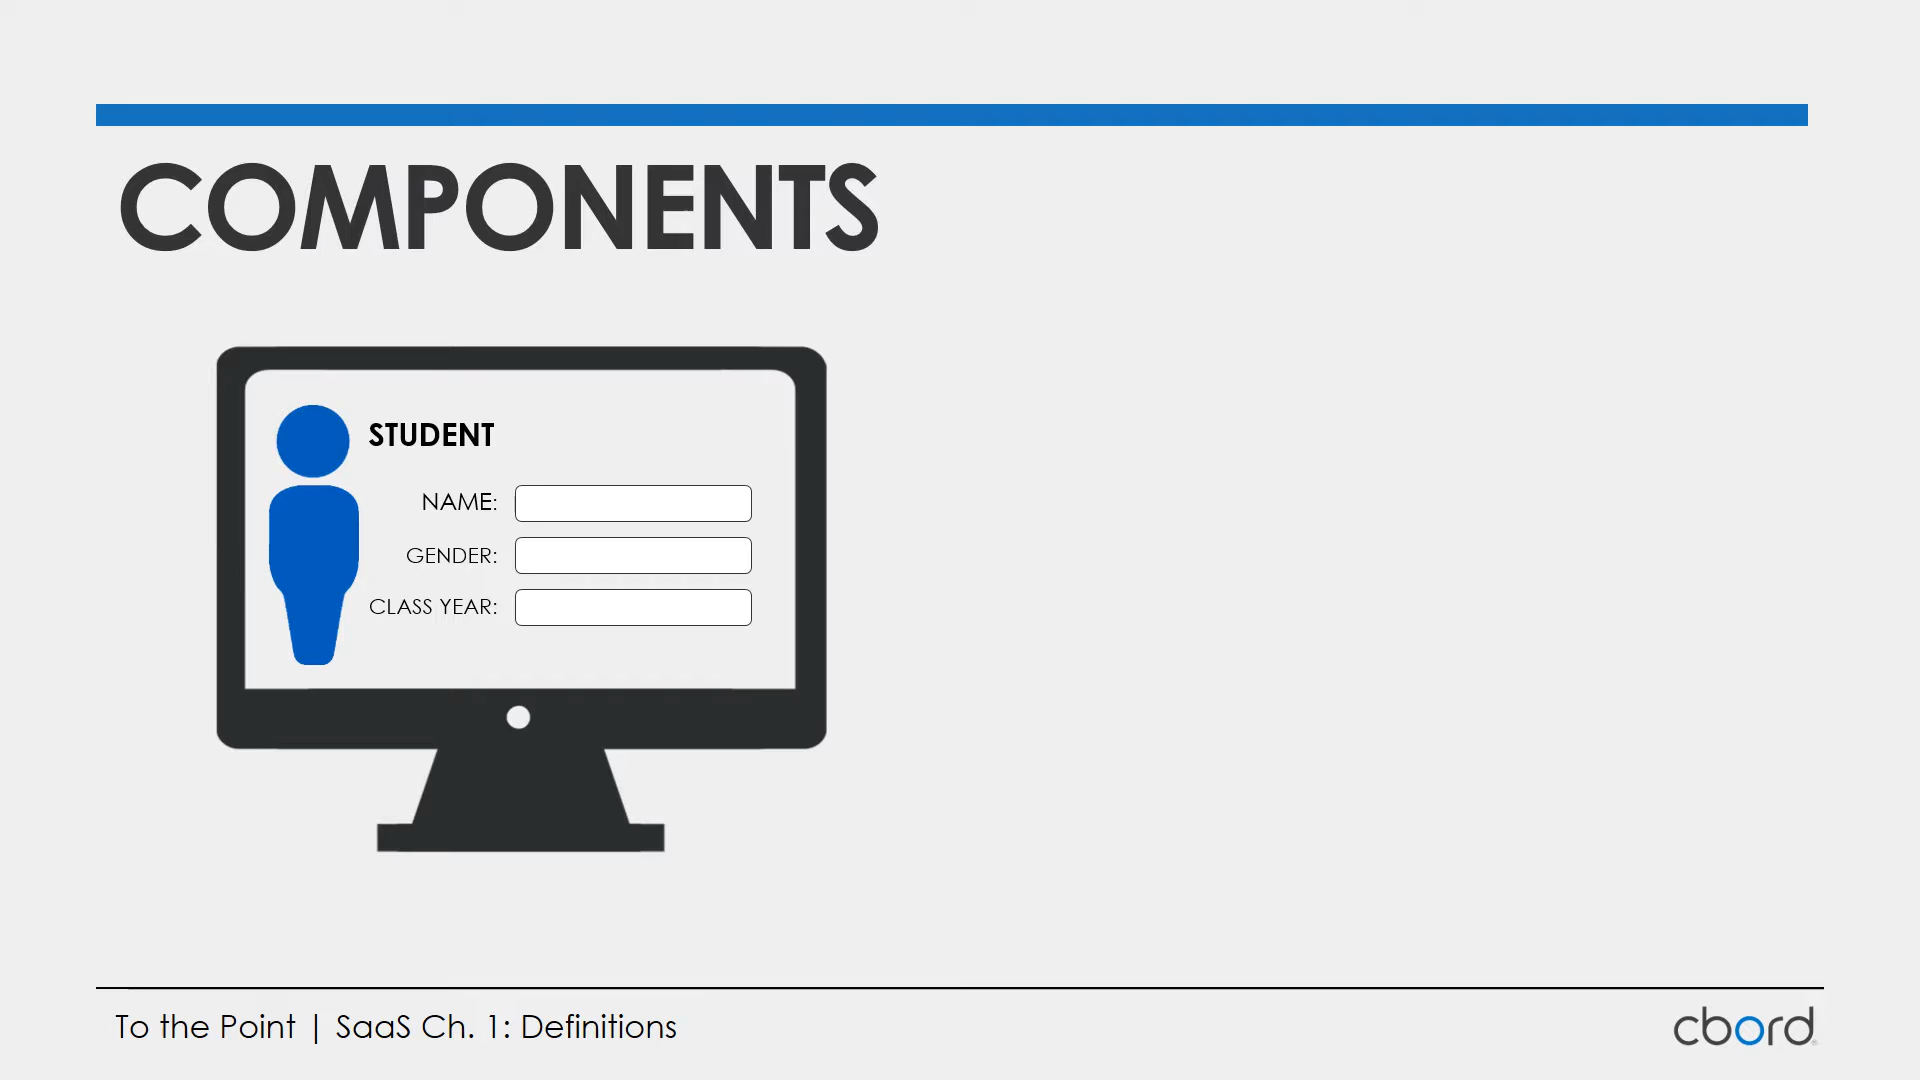 COMPONENTS
STUDENT
NAME:
GENDER:
CLASS YEAR:
To the Point | SaaS Ch. 1: Definitions
cbord